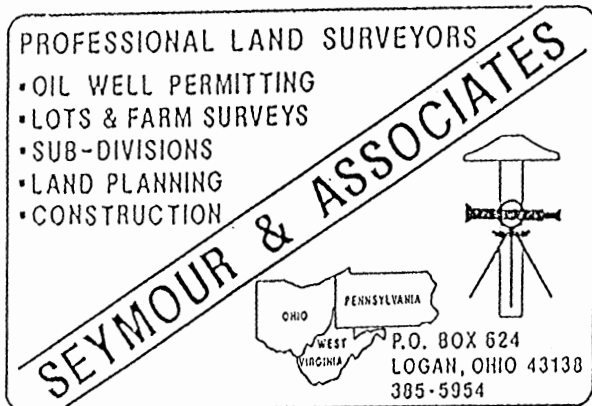 PROFESSIONAL LAND SURVEYORS
▪OIL WELL PERMITTING
▪LOTS & FARM SURVEYS
▪SUB-DIVISIONS
▪LAND PLANNING
▪CONSTRUCTION
SEYMOUR & ASSOCIATES
OHIO
PENNSYLVANIA
WEST
VIRGINIA
P.O. BOX 624
LOGAN, OHIO 43138
385-5954